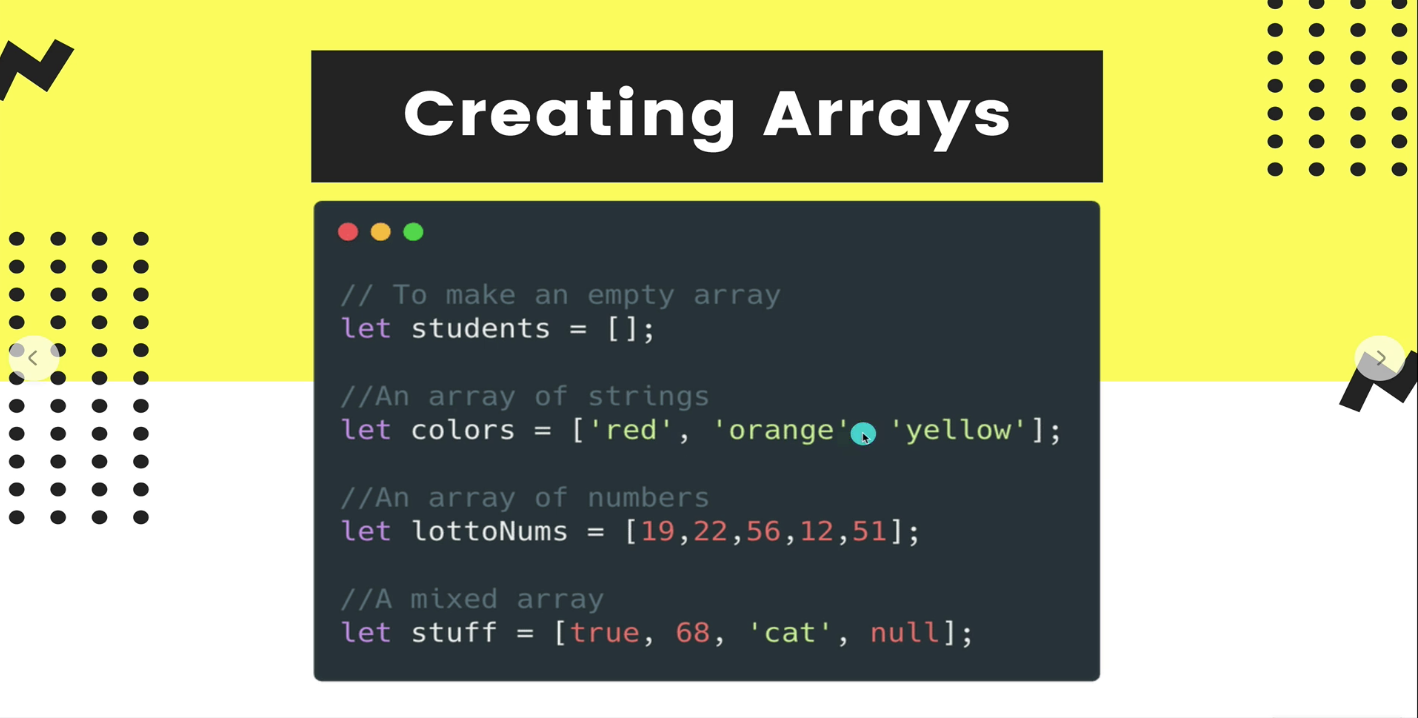 Creating Arrays
// To make an empty array
let students = [];
//An array of strings
let colors = ['red', 'orange' 'yellow'];
//An array of numbers
let lottoNums = [19,22,56,12,51];
//A mixed array
let stuff = [true, 68, 'cat', null];